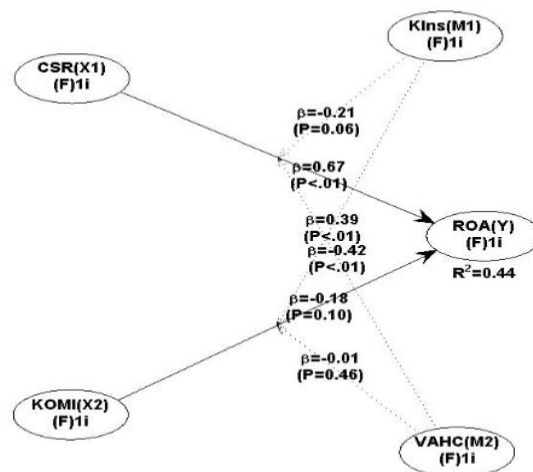 KIns(M1)
(F)1i
CSR(X1)
(F)1i
β=-0.21
(P=0.06)
β=0.67
(P<.01)
β=0.39
(P<.01)
β=-0.42
(P<.01)
ROA(Y)
(F)1i
R²=0.44
β=-0.18
(P=0.10)
β=-0.01
(P=0.46)
KOMI(X2)
(F)1i
VAHC(M2)
(F)1i